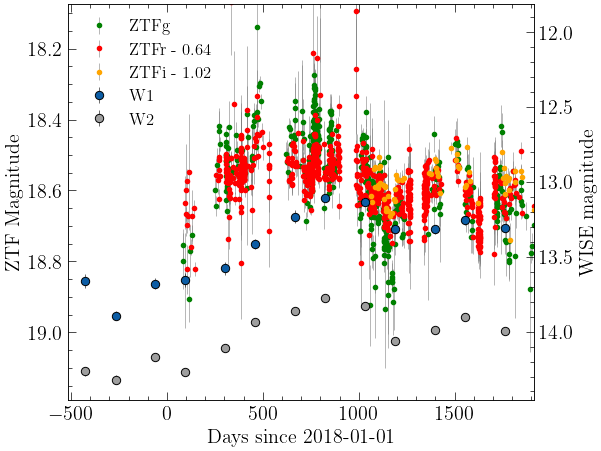 ZTFg
ZTFr - 0.64
ZTFi - 1.02
W1
W2
18.2
18.4
18.6
18.8
19.0
ZTF Magnitude
12.0
12.5
13.0
13.5
14.0
WISE magnitude
-500 0 500 1000 1500
Days since 2018-01-01